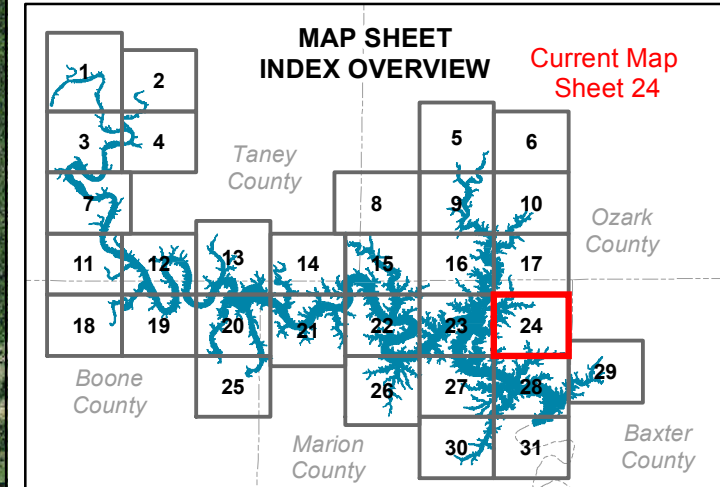 MAP SHEET
INDEX OVERVIEW
Current Map
Sheet 24
1
2
3
4
5
6
Taney
County
7
8
9
10
Ozark
County
11
12
13
14
15
16
17
18
19
20
21
22
23
24
25
26
27
28
29
Boone
County
Marion
County
30
31
Baxter
County